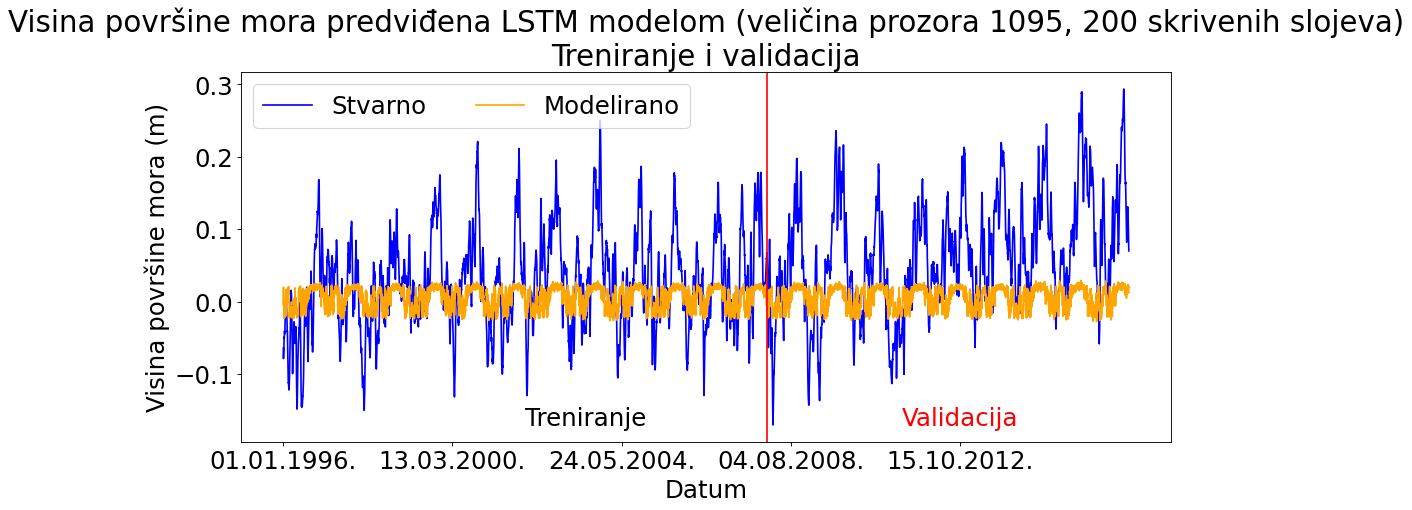 Visina površine mora predviđena LSTM modelom (veličina prozora 1095, 200 skrivenih slojeva)
Treniranje i validacija
Stvarno
Modelirano
Visina površine mora (m)
0.3
0.2
0.1
0.0
−0.1
Treniranje
Validacija
01.01.1996.
13.03.2000.
24.05.2004.
04.08.2008.
15.10.2012.
Datum